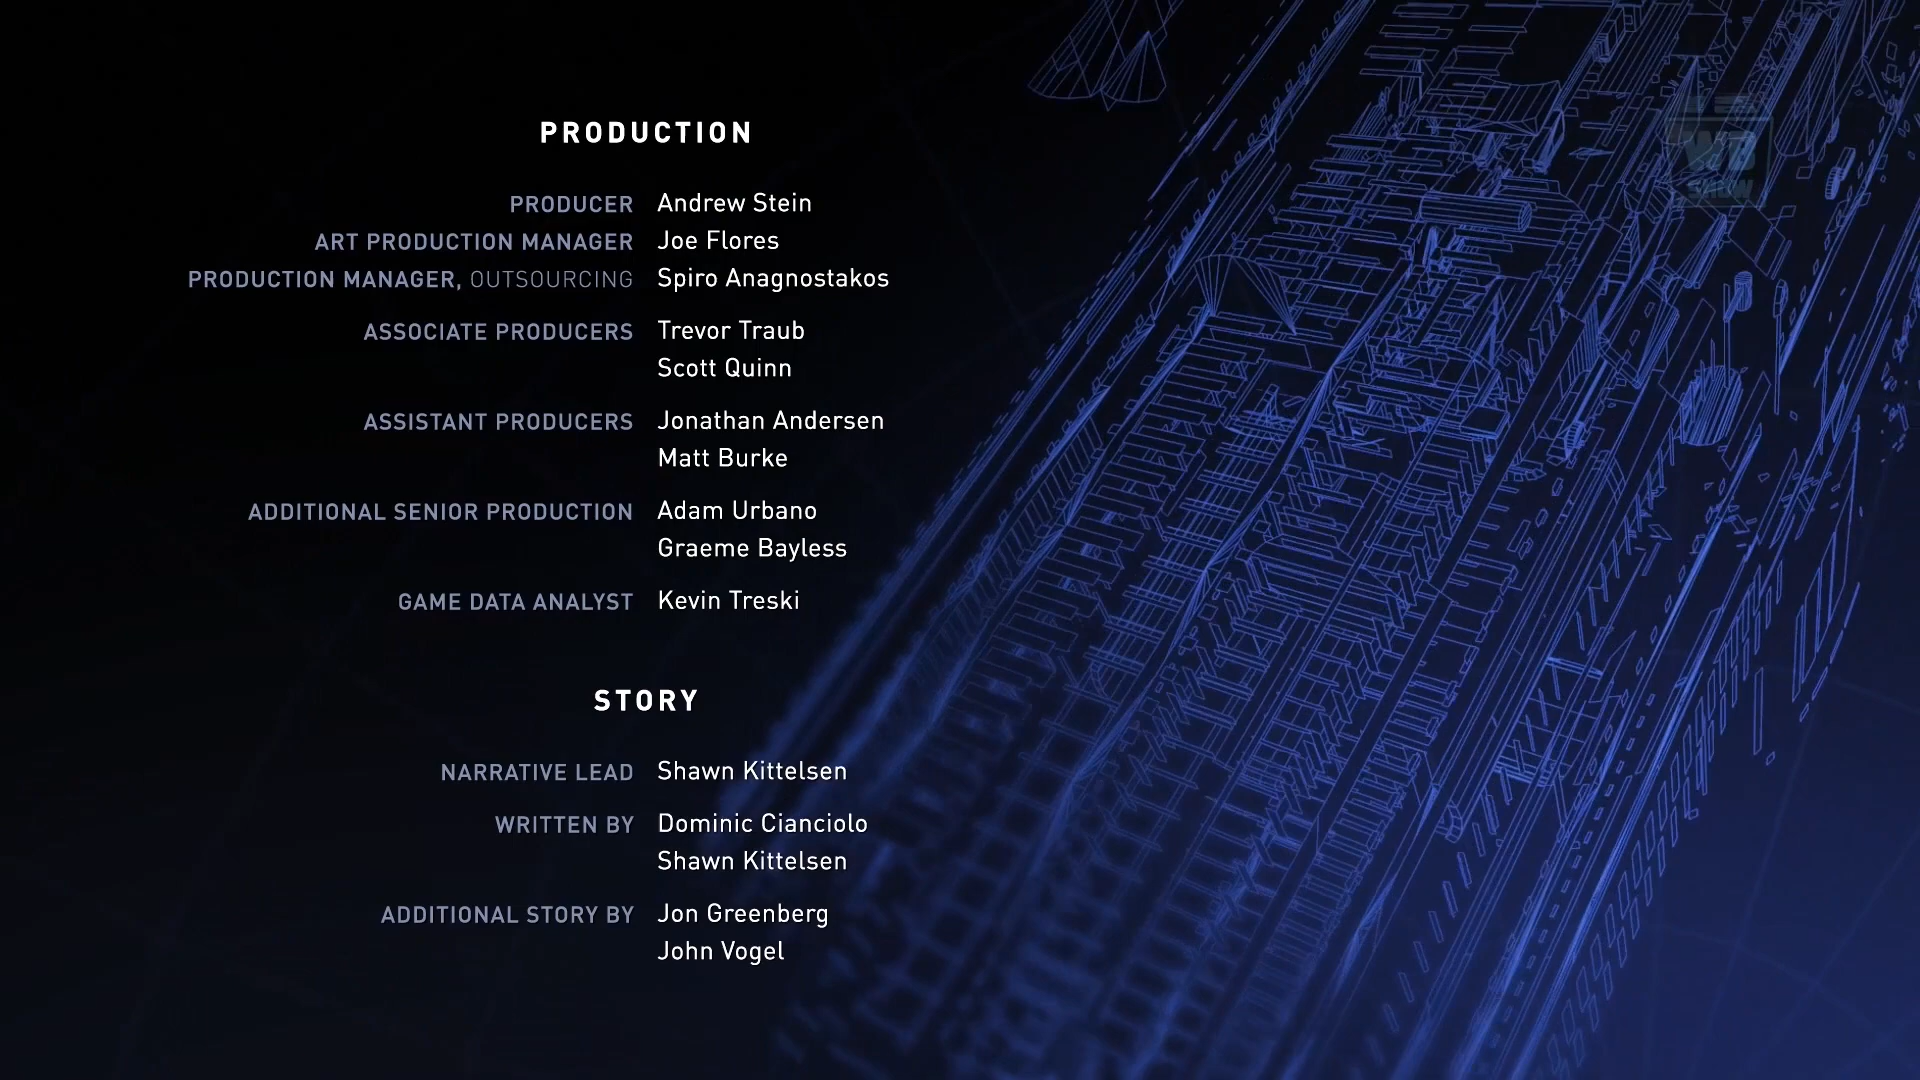 PRODUCTION
PRODUCER Andrew Stein
ART PRODUCTION MANAGER Joe Flores
PRODUCTION MANAGER, OUTSOURCING Spiro Anagnostakos
ASSOCIATE PRODUCERS Trevor Traub
Scott Quinn
ASSISTANT PRODUCERS Jonathan Andersen
Matt Burke
ADDITIONAL SENIOR PRODUCTION Adam Urbano
Graeme Bayless
GAME DATA ANALYST Kevin Treski
STORY
NARRATIVE LEAD Shawn Kittelsen
WRITTEN BY Dominic Cianciolo
Shawn Kittelsen
ADDITIONAL STORY BY Jon Greenberg
John Vogel
WB